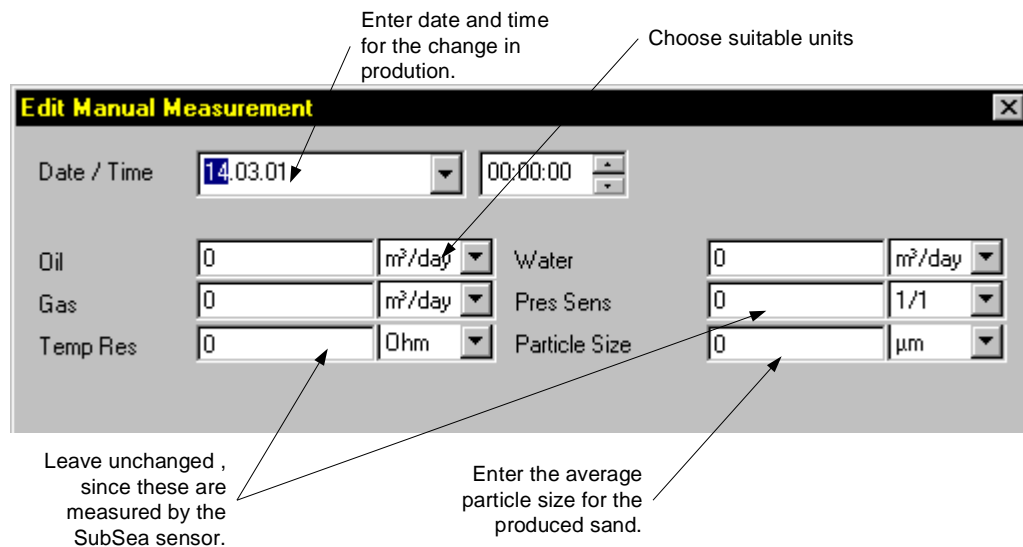 Enter date and time
for the change in
prodution.
Choose suitable units
Edit Manual Measurement
Date / Time 14.03.01 00:00:00
Oil 0 m³/day Water 0 m³/day
Gas 0 m³/day Pres Sens 0 1/1
Temp Res 0 Ohm Particle Size 0 µm
Leave unchanged ,
since these are
measured by the
SubSea sensor.
Enter the average
particle size for the
produced sand.